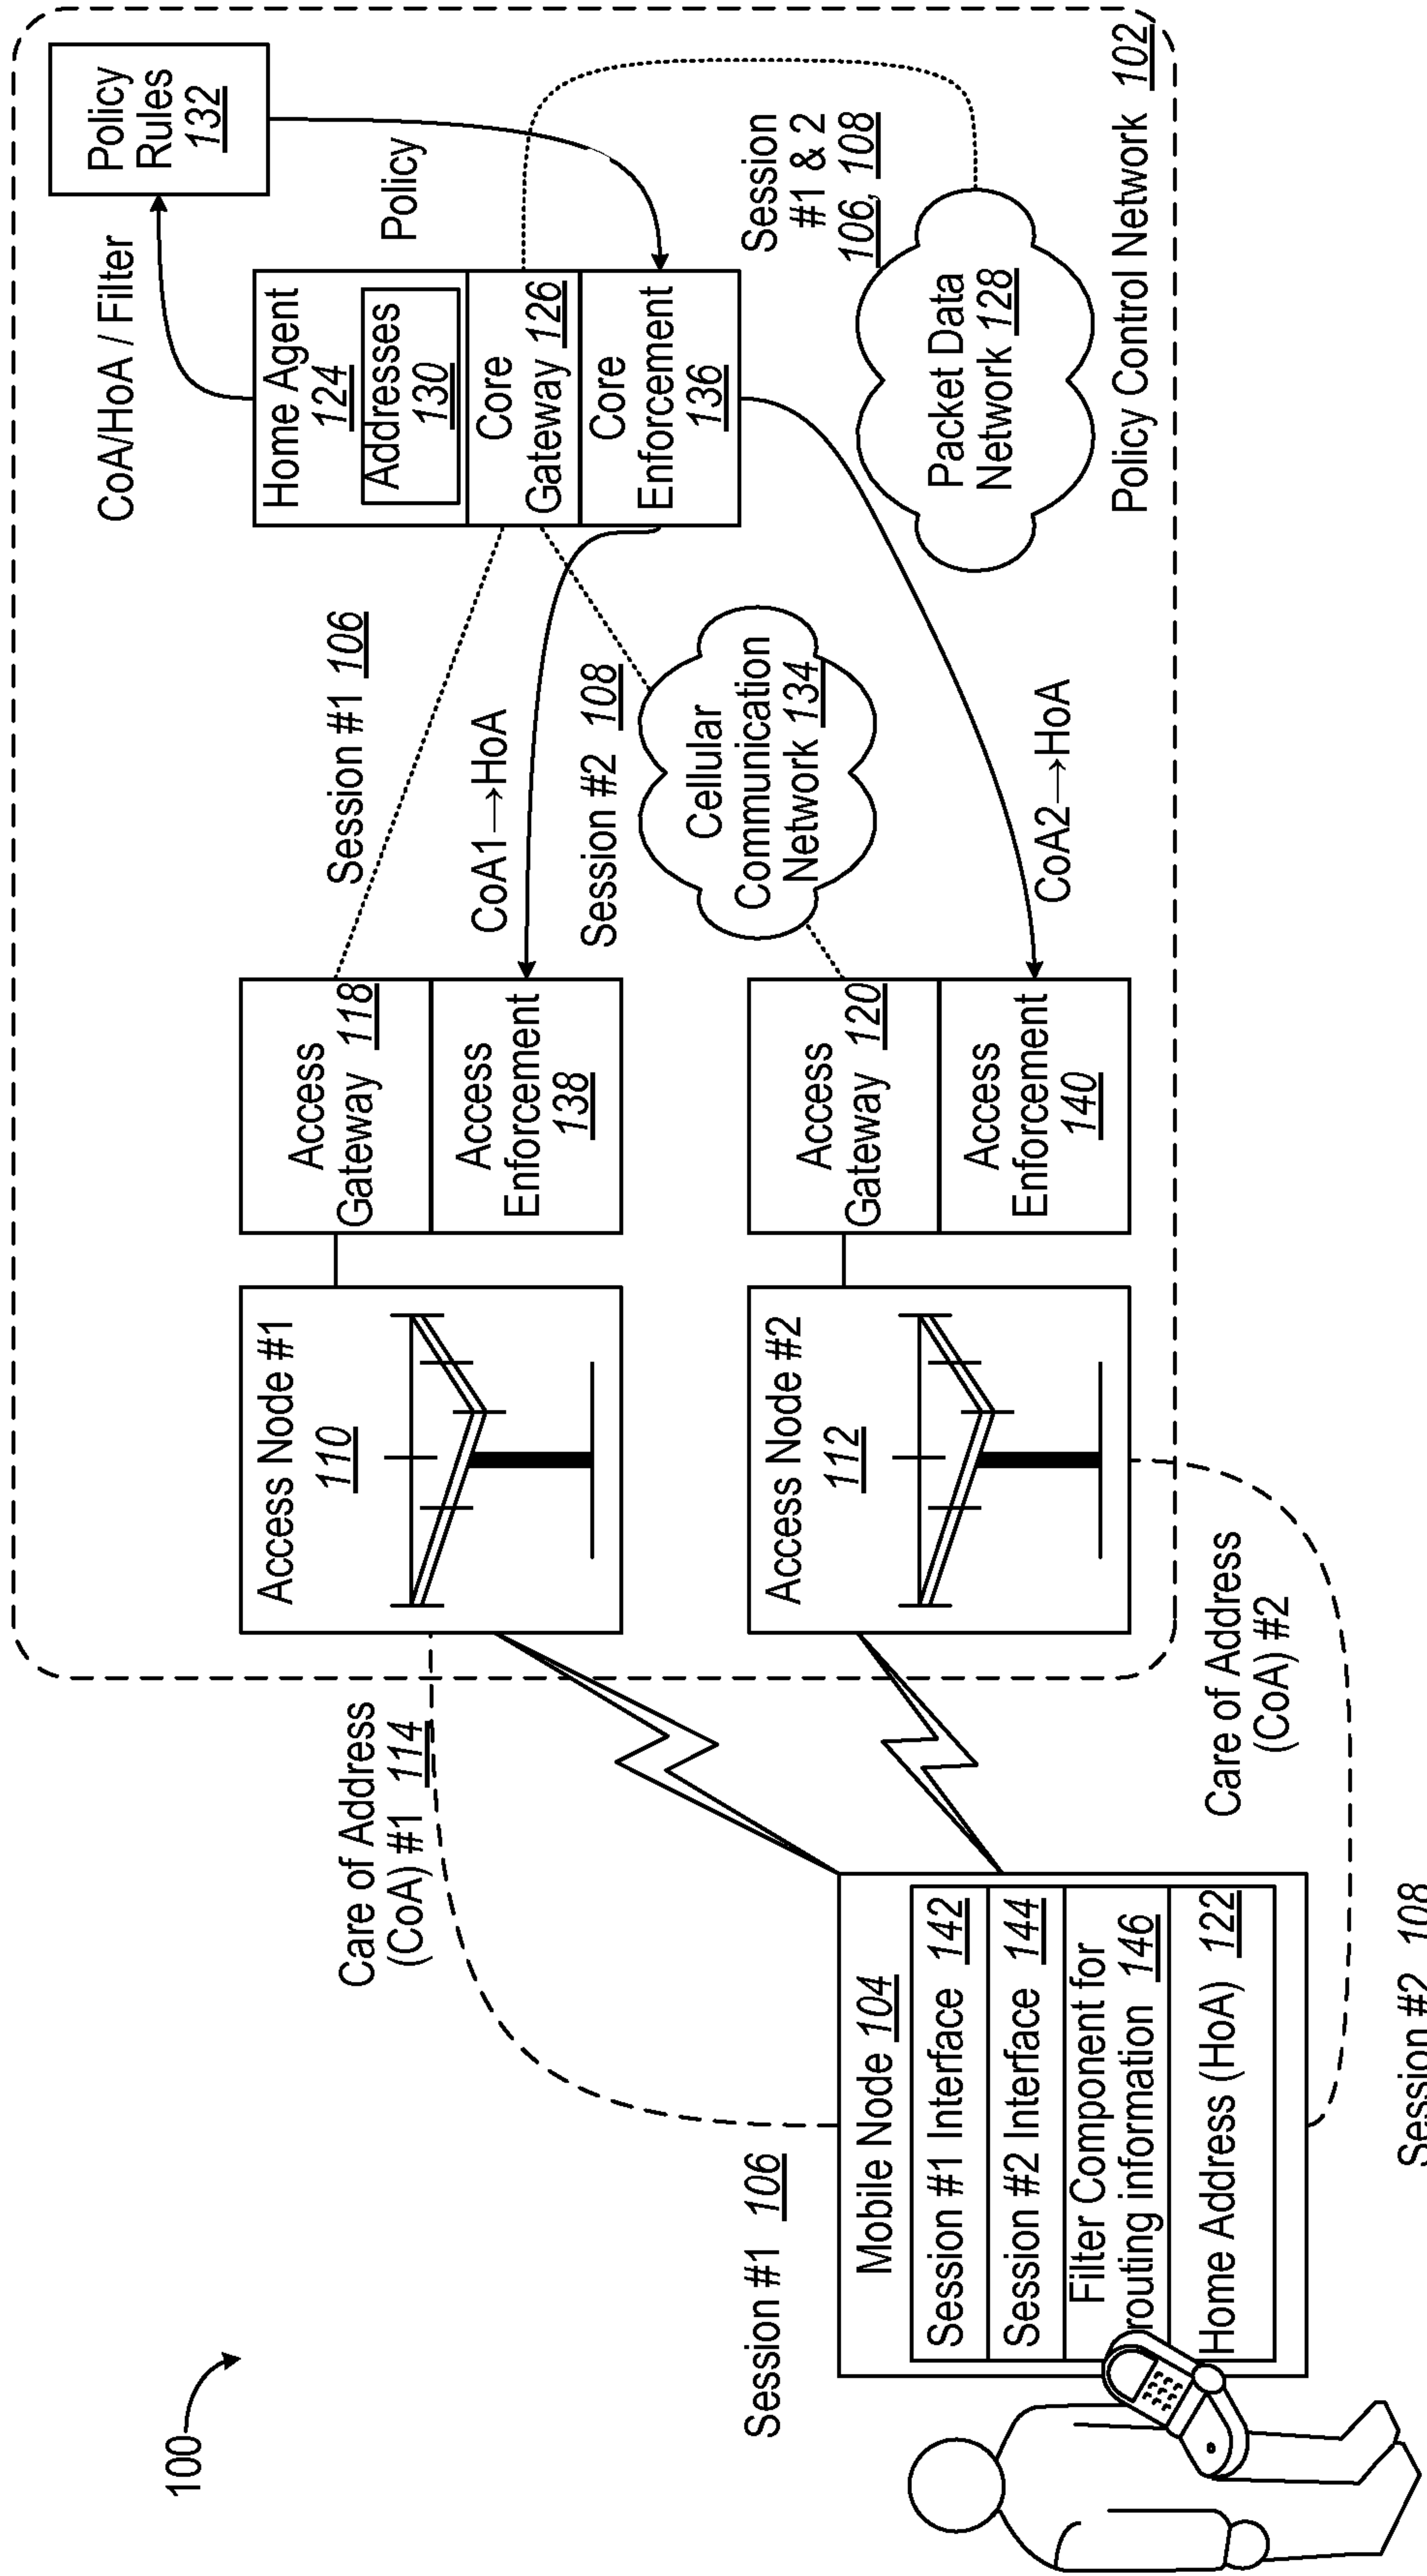 100
Policy
Rules
132
CoA/HoA / Filter
Policy
Home Agent
124
Addresses
130
Core
Gateway 126
Core
Enforcement
136
Session
#1 & 2
106, 108
Packet Data
Network 128
Policy Control Network 102
Session #1 106
CoA1→HoA
Session #2 108
Cellular
Communication
Network 134
CoA2→HoA
Access
Gateway 118
Access
Enforcement
138
Access
Gateway 120
Access
Enforcement
140
Access Node #1
110
Access Node #2
112
Care of Address
(CoA) #1 114
Care of Address
(CoA) #2
Session #1 106
Mobile Node 104
Session #1 Interface 142
Session #2 Interface 144
Filter Component for
routing information 146
Home Address (HoA) 122
Session #2 108